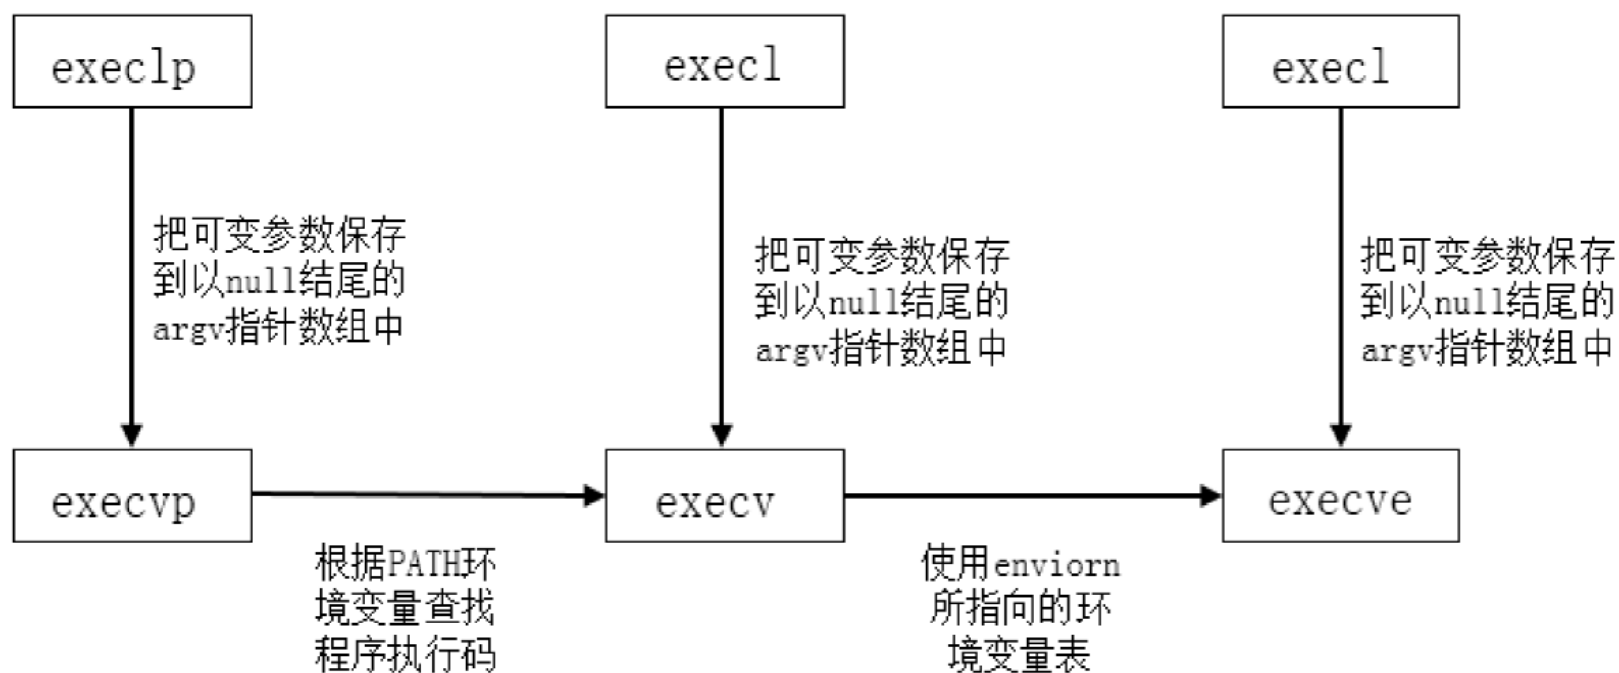 execlp
execl
execl
把可变参数保存
到以null结尾的
argv指针数组中
把可变参数保存
到以null结尾的
argv指针数组中
把可变参数保存
到以null结尾的
argv指针数组中
execvp
execv
execve
根据PATH环
境变量查找
程序执行码
使用enviorn
所指向的环
境变量表